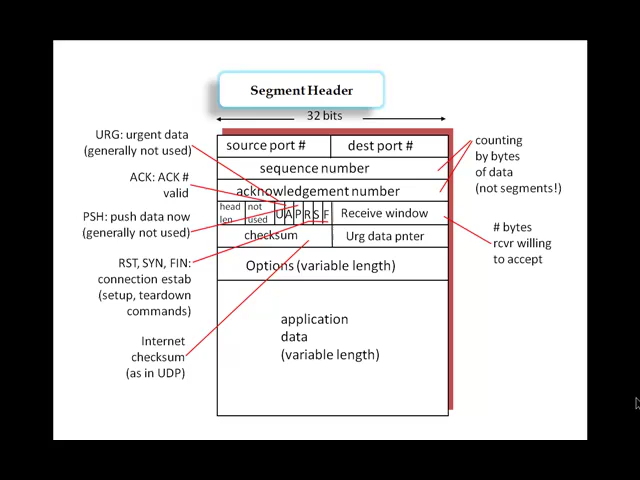 Segment Header
32 bits
URG: urgent data
(generally not used)
ACK: ACK #
valid
PSH: push data now
(generally not used)
RST, SYN, FIN:
connection estab
(setup, teardown
commands)
Internet
checksum
(as in UDP)
source port # dest port #
sequence number
acknowledgement number
head
len
not
used
U A P R S F
Receive window
checksum
Urg data pnter
Options (variable length)
application
data
(variable length)
counting
by bytes
of data
(not segments!)
# bytes
rcvr willing
to accept